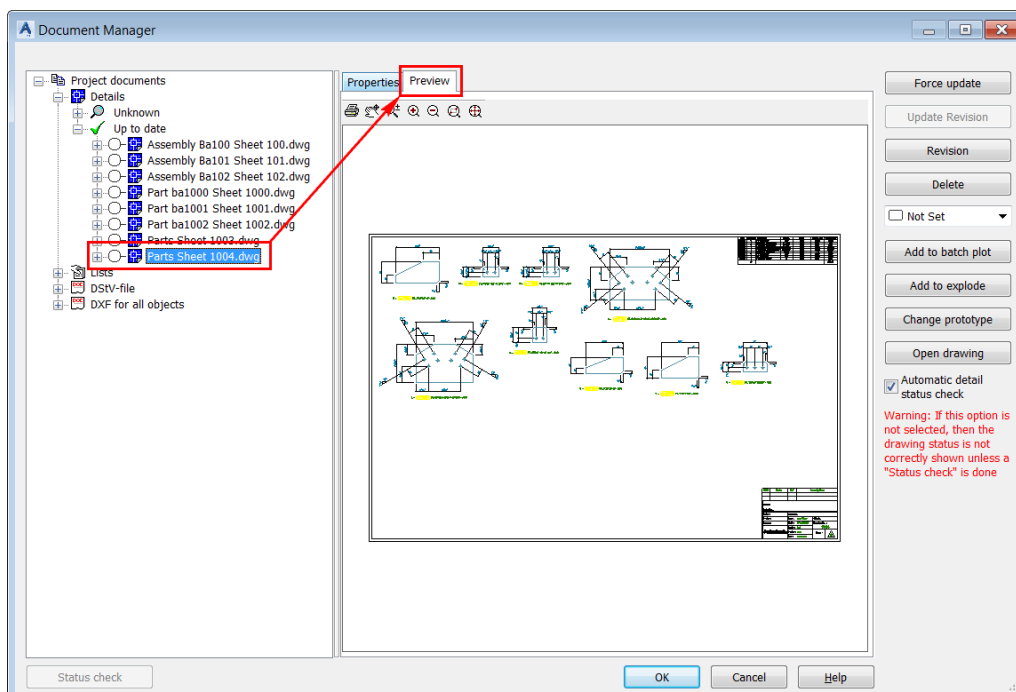 Document Manager
Project documents
Details
Unknown
Up to date
Assembly Ba100 Sheet 100.dwg
Assembly Ba101 Sheet 101.dwg
Assembly Ba102 Sheet 102.dwg
Part ba1000 Sheet 1000.dwg
Part ba1001 Sheet 1001.dwg
Part ba1002 Sheet 1002.dwg
Parts Sheet 1003.dwg
Parts Sheet 1004.dwg
Lists
DStV-file
DXF for all objects
Properties
Preview
Force update
Update Revision
Revision
Delete
Not Set
Add to batch plot
Add to explode
Change prototype
Open drawing
Automatic detail
status check
Warning: If this option is
not selected, then the
drawing status is not
correctly shown unless a
"Status check" is done
Status check
OK
Cancel
Help